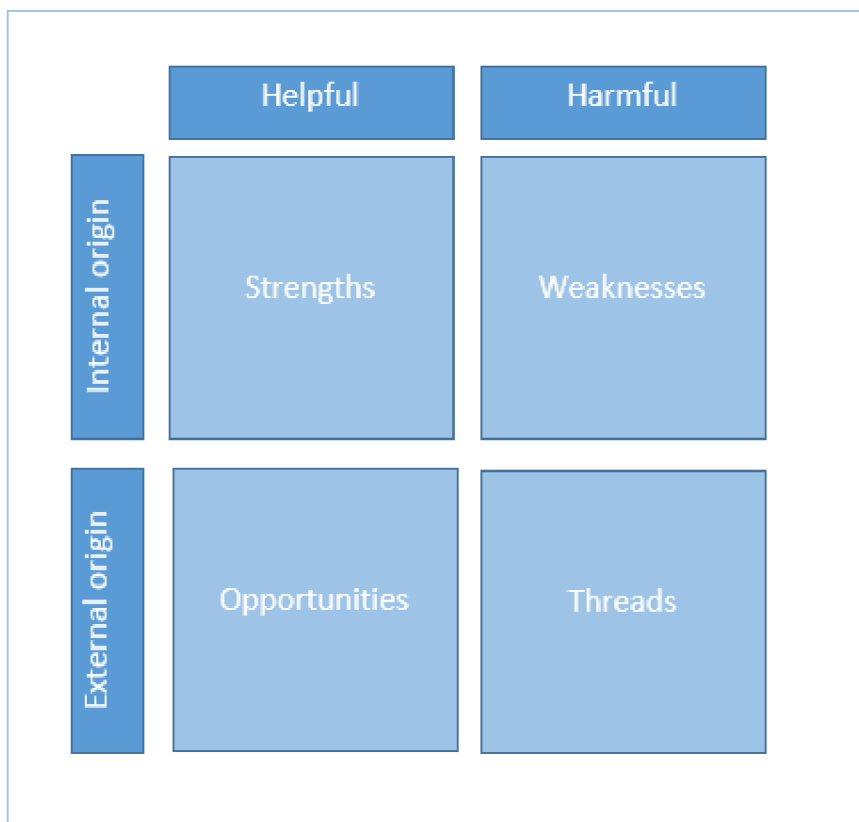 Helpful
Harmful
Internal origin
Strengths
Weaknesses
External origin
Opportunities
Threads